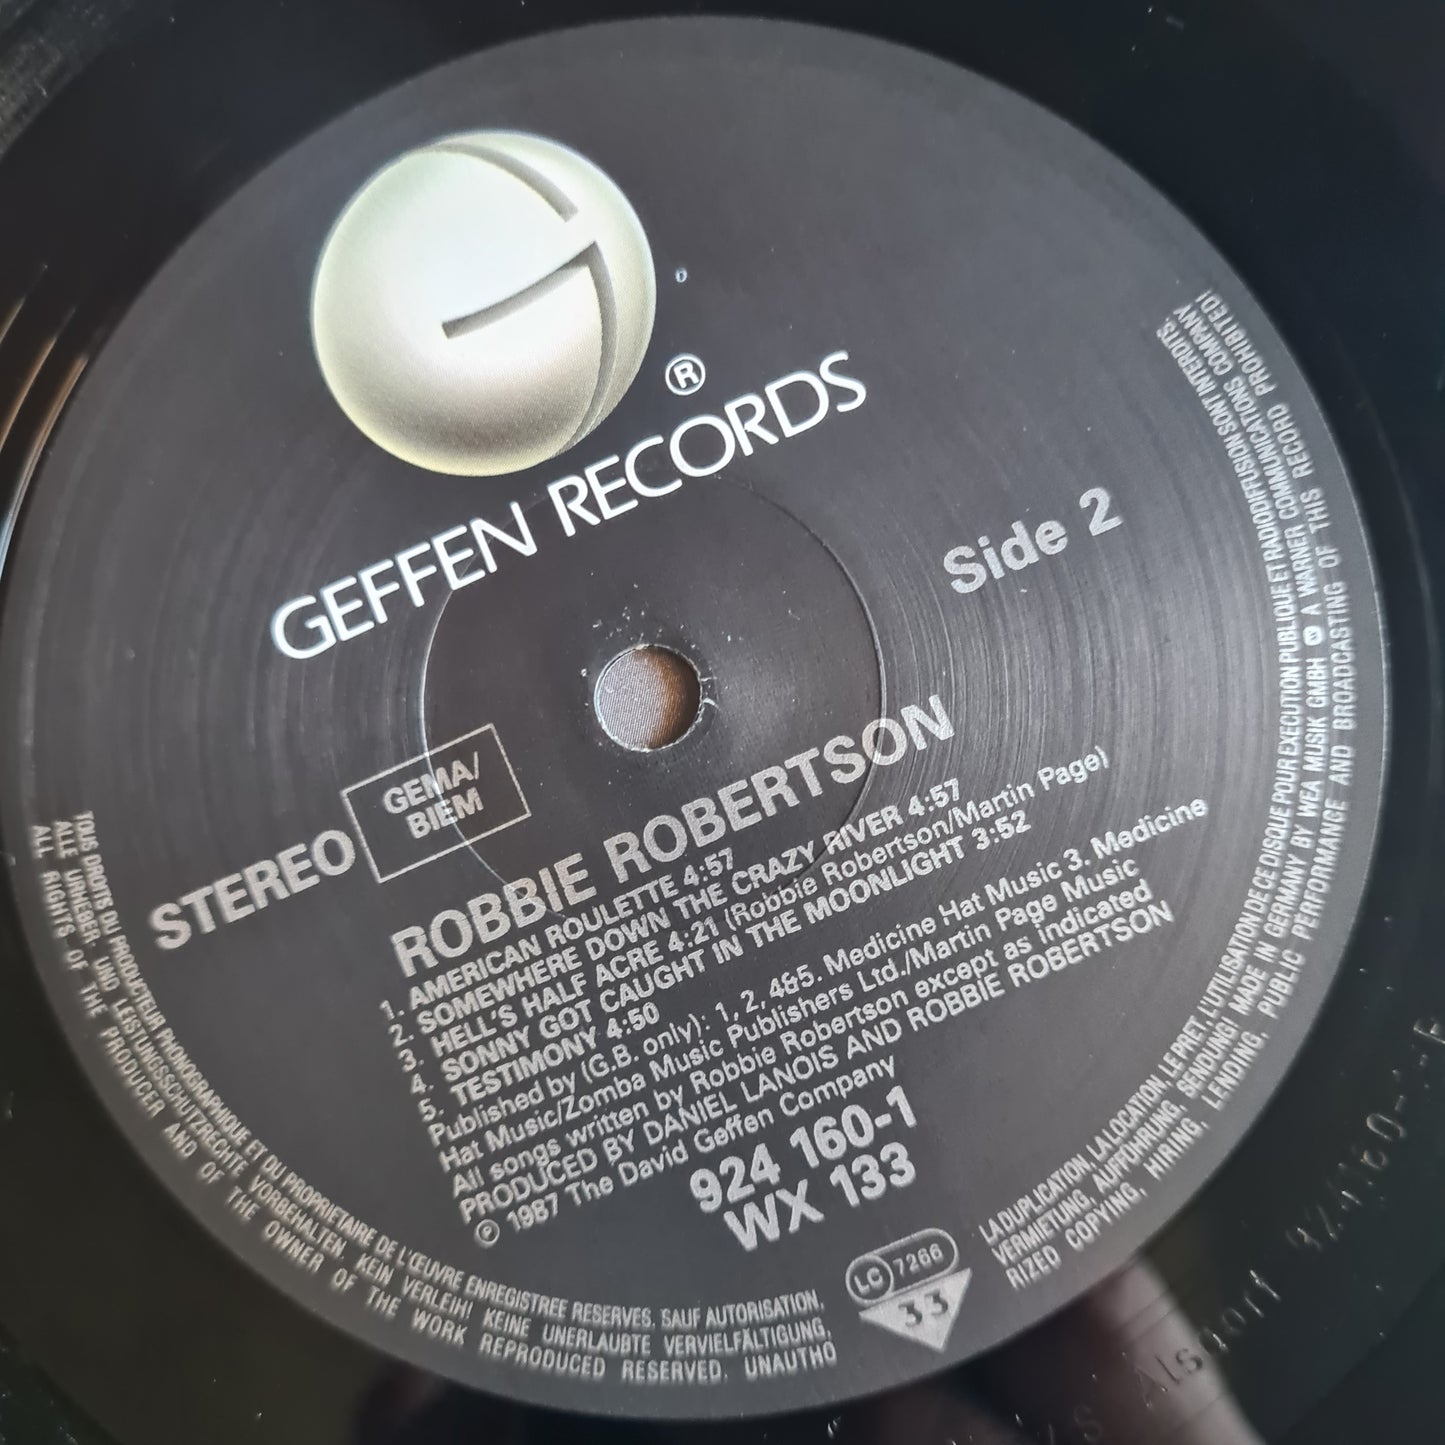 GEFFEN RECORDS
®
Side 2
STEREO
GEMA/
BIEM
ROBBIE ROBERTSON
1. AMERICAN ROULETTE 4:57
2. SOMEWHERE DOWN THE CRAZY RIVER 4:57
3. HELL'S HALF ACRE 4:21 (Robbie Robertson/Martin Page)
4. SONNY GOT CAUGHT IN THE MOONLIGHT 3:52
5. TESTIMONY 4:50
Published by (G.B. only): 1, 2, 4&5. Medicine Hat Music 3. Medicine
Hat Music/Zomba Music Publishers Ltd./Martin Page Music
All songs written by Robbie Robertson except as indicated
PRODUCED BY DANIEL LANOIS AND ROBBIE ROBERTSON
℗ 1987 The David Geffen Company
924 160-1
WX 133
LC 7266
33
TOUS DROITS DU PRODUCTEUR PHONOGRAPHIQUE ET DU PROPRIETAIRE DE L'ŒUVRE ENREGISTREE RESERVES. SAUF AUTORISATION,
LA DUPLICATION, LA LOCATION, LE PRET, L'UTILISATION DE CE DISQUE POUR EXECUTION PUBLIQUE ET RADIODIFFUSION SONT INTERDITS.
ALLE URHEBER- UND LEISTUNGSSCHUTZRECHTE VORBEHALTEN. KEIN VERLEIH! KEINE UNERLAUBTE VERVIELFÄLTIGUNG,
VERMIETUNG, AUFFÜHRUNG, SENDUNG! MADE IN GERMANY BY WEA MUSIK GMBH A WARNER COMMUNICATIONS COMPANY
ALL RIGHTS OF THE PRODUCER AND OF THE OWNER OF THE WORK REPRODUCED RESERVED. UNAUTHO
RIZED COPYING, HIRING, LENDING, PUBLIC PERFORMANCE AND BROADCASTING OF THIS RECORD PROHIBITED!
Alsdorf